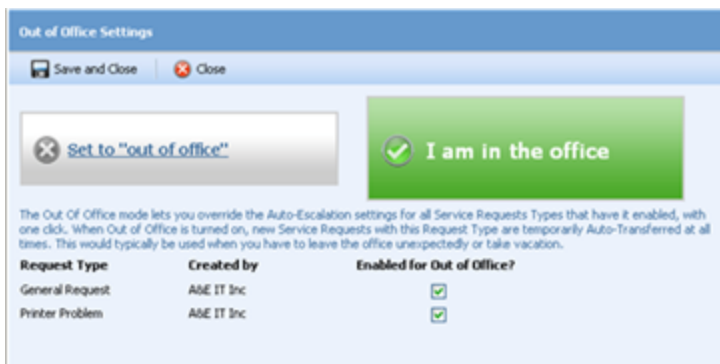 Out of Office Settings
Save and Close Close
Set to "out of office" I am in the office
The Out Of Office mode lets you override the Auto-Escalation settings for all Service Requests Types that have it enabled, with
one click. When Out of Office is turned on, new Service Requests with this Request Type are temporarily Auto-Transferred at all
times. This would typically be used when you have to leave the office unexpectedly or take vacation.
Request Type Created by Enabled for Out of Office?
General Request A&E IT Inc
Printer Problem A&E IT Inc